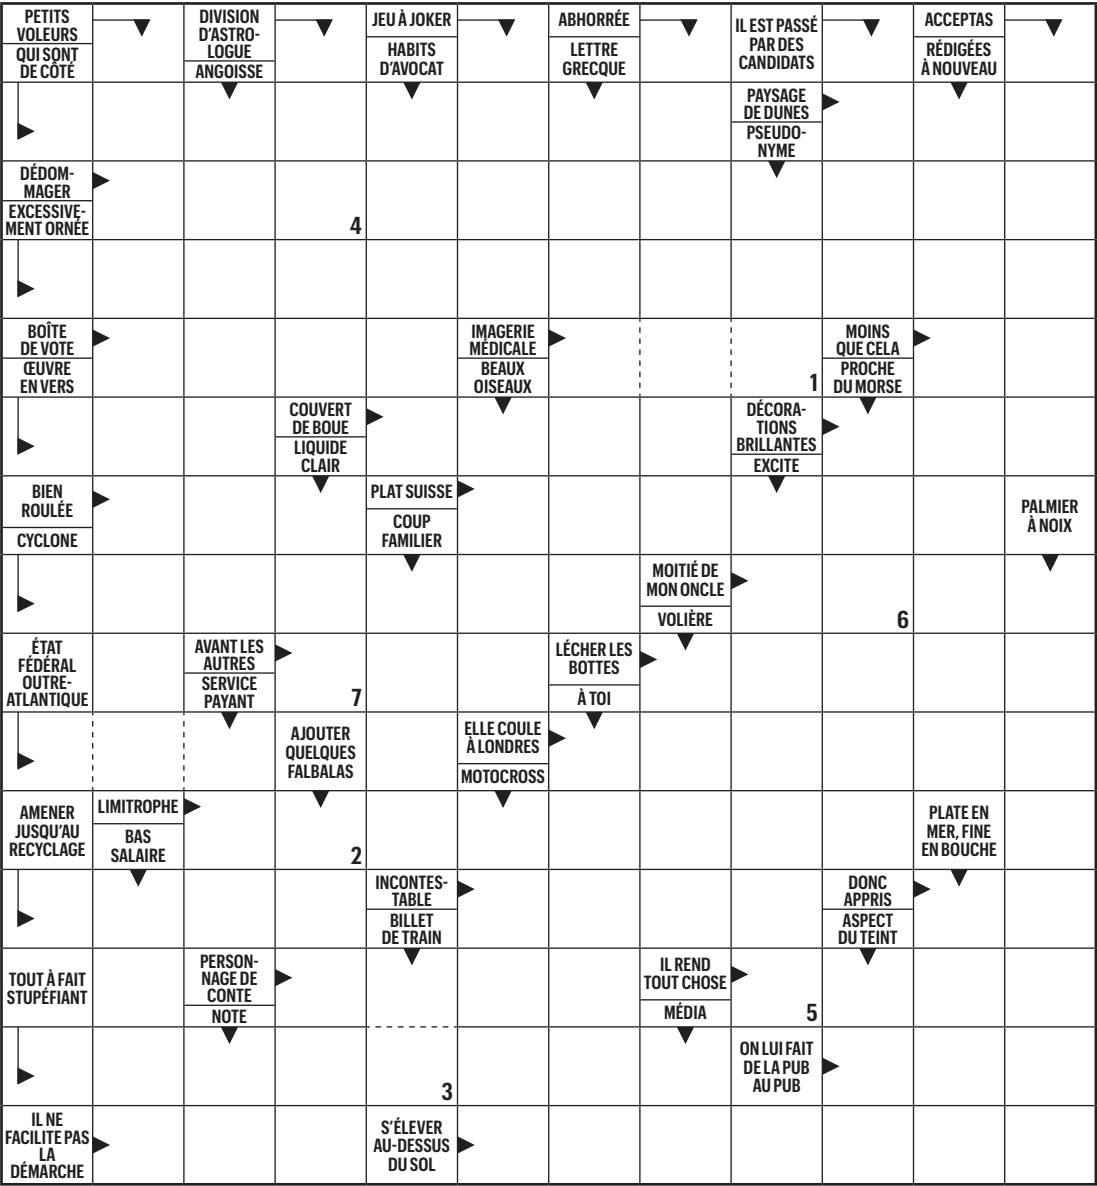 PETITS
VOLEURS
QUI SONT
DE CÔTÉ
DIVISION
D'ASTRO-
LOGUE
ANGOISSE
JEU À JOKER
HABITS
D'AVOCAT
ABHORRÉE
LETTRE
GRECQUE
IL EST PASSÉ
PAR DES
CANDIDATS
ACCEPTAS
RÉDIGÉES
À NOUVEAU
PAYSAGE
DE DUNES
PSEUDO-
NYME
DÉDOM-
MAGER
EXCESSIVE-
MENT ORNÉE
4
BOÎTE
DE VOTE
ŒUVRE
EN VERS
IMAGERIE
MÉDICALE
BEAUX
OISEAUX
1
MOINS
QUE CELA
PROCHE
DU MORSE
COUVERT
DE BOUE
LIQUIDE
CLAIR
DÉCORA-
TIONS
BRILLANTES
EXCITE
BIEN
ROULÉE
CYCLONE
PLAT SUISSE
COUP
FAMILIER
PALMIER
À NOIX
MOITIÉ DE
MON ONCLE
VOLIÈRE
6
ÉTAT
FÉDÉRAL
OUTRE-
ATLANTIQUE
AVANT LES
AUTRES
SERVICE
PAYANT
7
LÉCHER LES
BOTTES
À TOI
AJOUTER
QUELQUES
FALBALAS
ELLE COULE
À LONDRES
MOTOCROSS
AMENER
JUSQU'AU
RECYCLAGE
LIMITROPHE
BAS
SALAIRE
2
PLATE EN
MER, FINE
EN BOUCHE
INCONTES-
TABLE
BILLET
DE TRAIN
DONC
APPRIS
ASPECT
DU TEINT
TOUT À FAIT
STUPÉFIANT
PERSON-
NAGE DE
CONTE
NOTE
IL REND
TOUT CHOSE
MÉDIA
5
3
ON LUI FAIT
DE LA PUB
AU PUB
IL NE
FACILITE PAS
LA
DÉMARCHE
S'ÉLEVER
AU-DESSUS
DU SOL